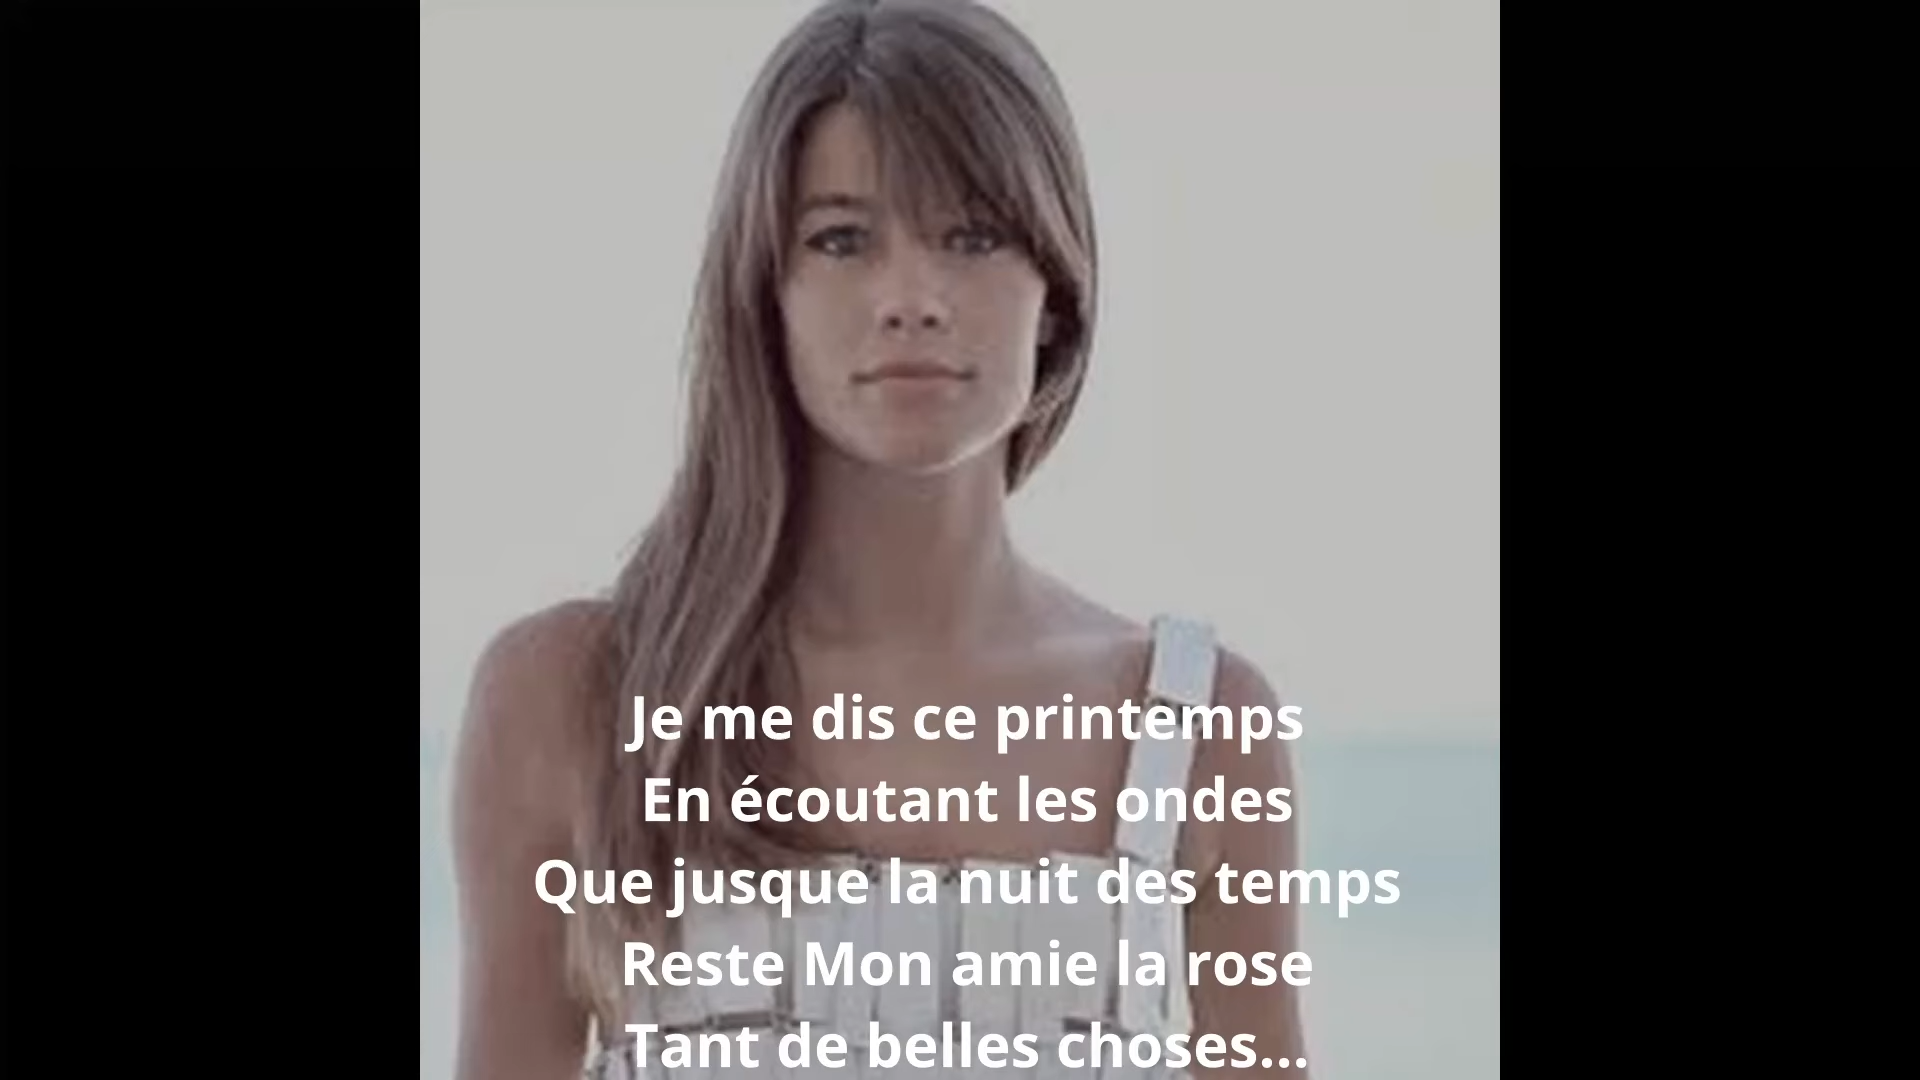 Je me dis ce printemps
En écoutant les ondes
Que jusque la nuit des temps
Reste Mon amie la rose
Tant de belles choses...